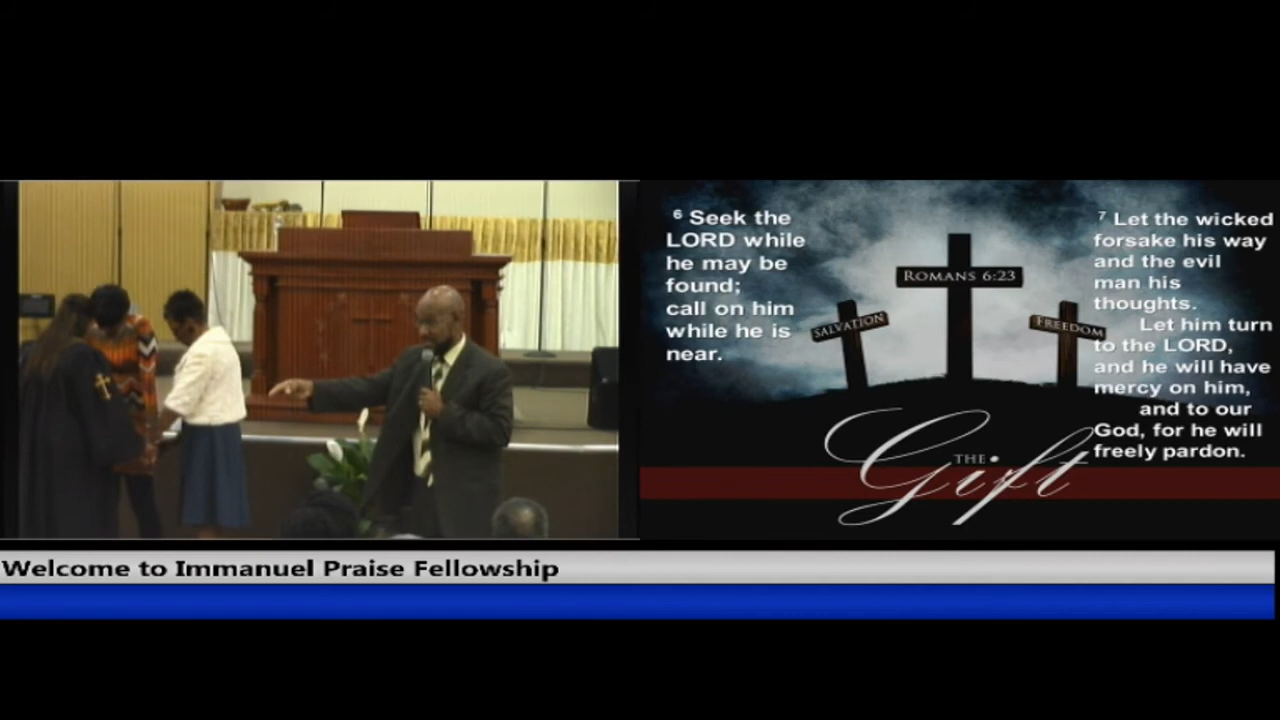 ⁶ Seek the
LORD while
he may be
found;
call on him
while he is
near.
ROMANS 6:23
SALVATION
FREEDOM
THE
Gift
⁷ Let the wicked
forsake his way
and the evil
man his
thoughts.
Let him turn
to the LORD,
and he will have
mercy on him,
and to our
God, for he will
freely pardon.
Welcome to Immanuel Praise Fellowship